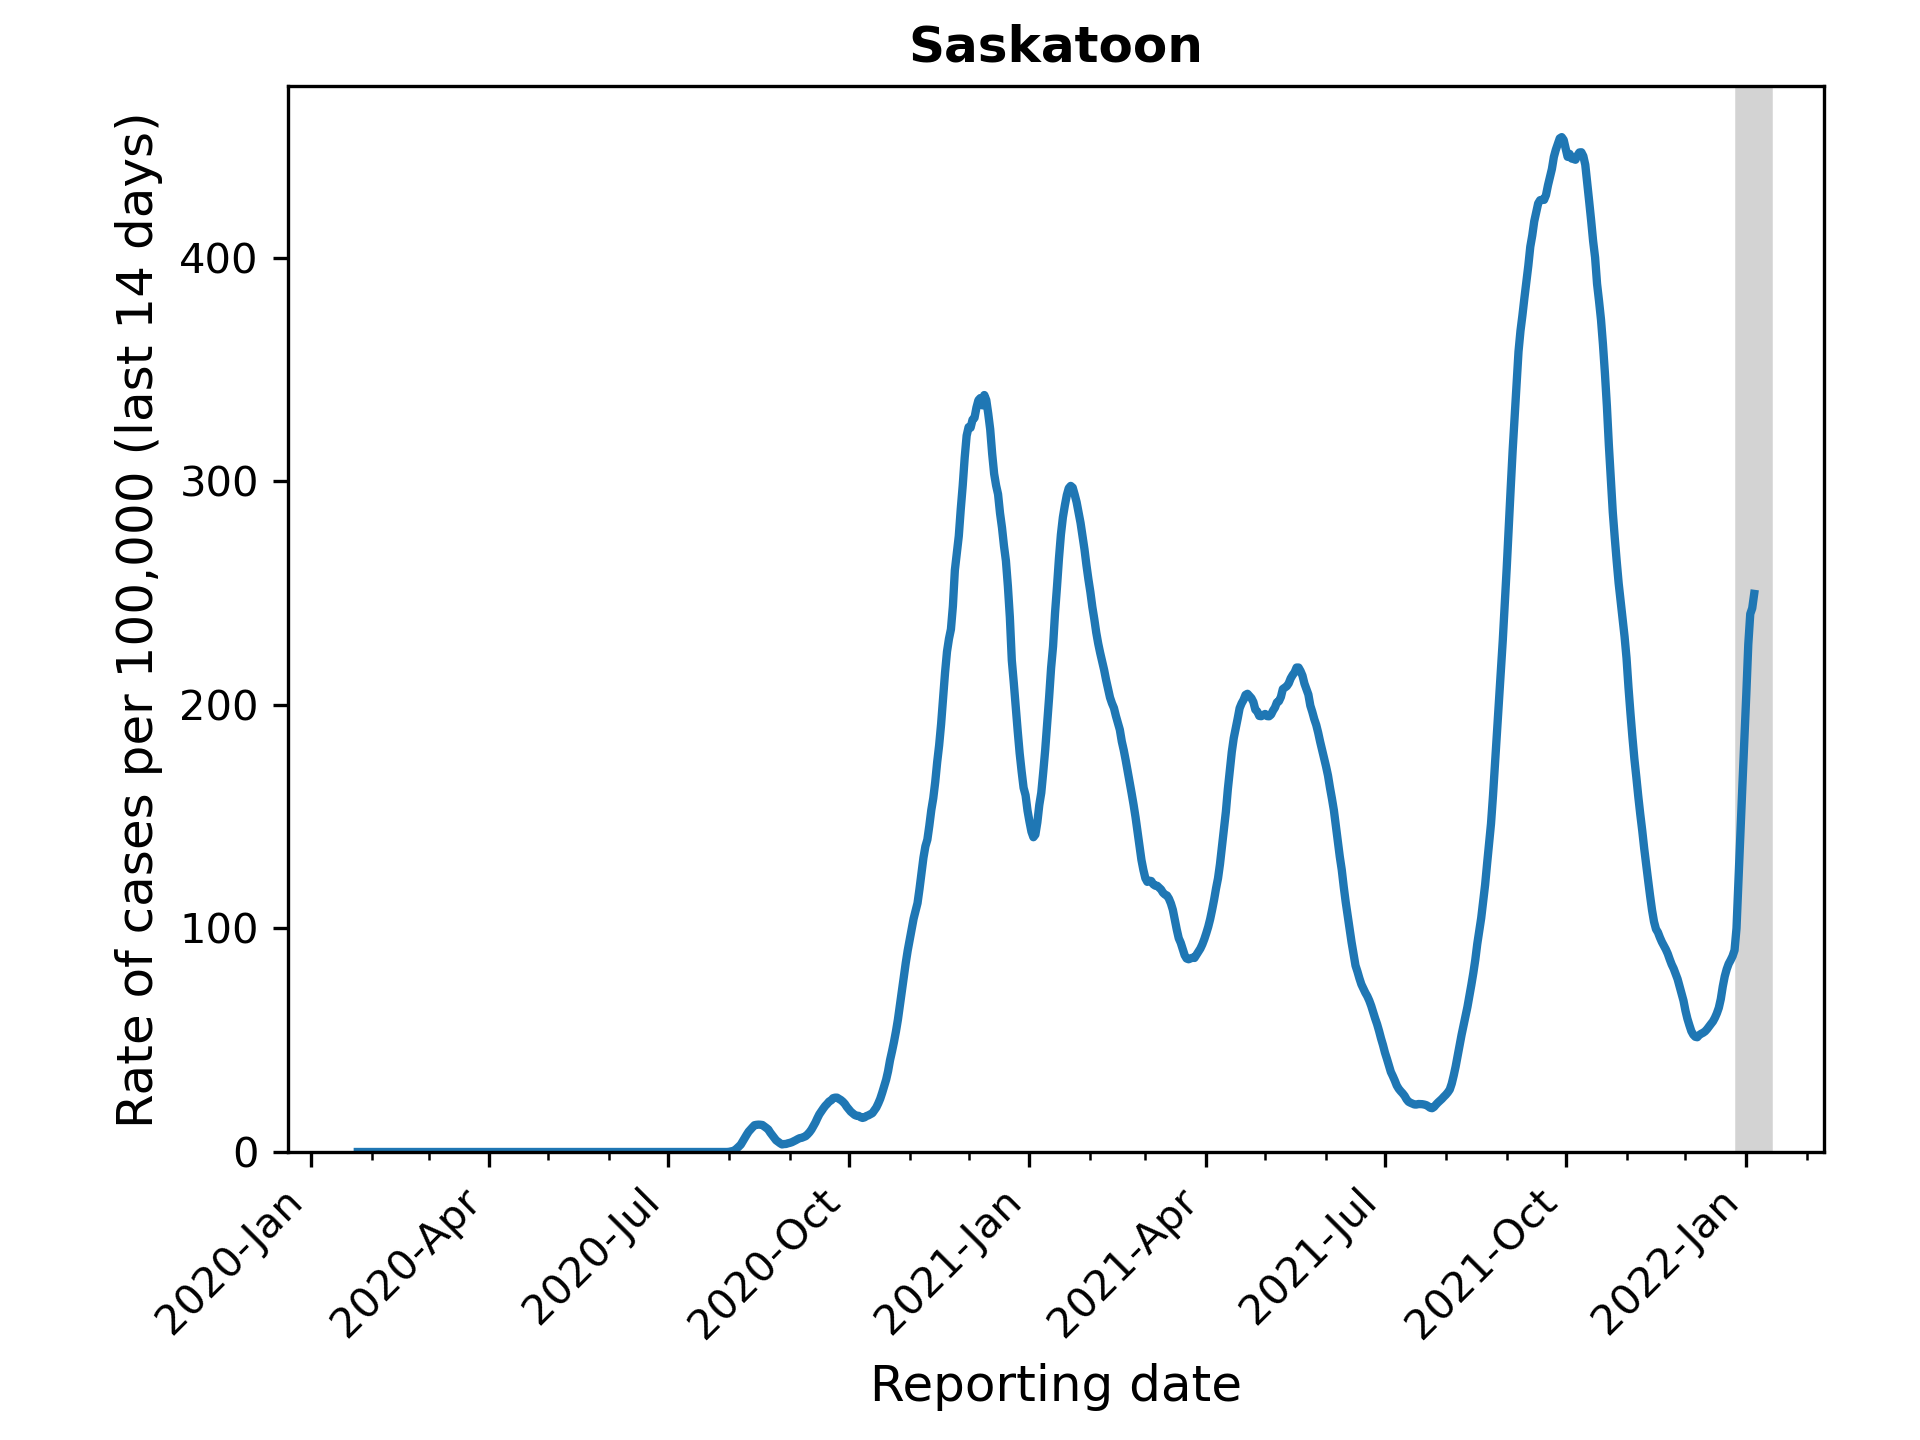 Saskatoon
Rate of cases per 100,000 (last 14 days)
400
300
200
100
0
2020-Jan
2020-Apr
2020-Jul
2020-Oct
2021-Jan
2021-Apr
2021-Jul
2021-Oct
2022-Jan
Reporting date